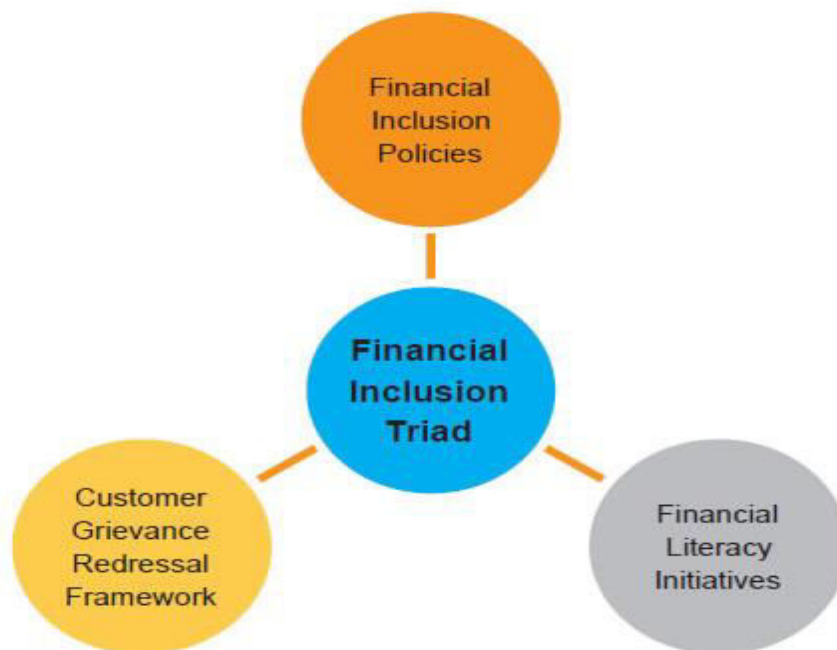 Financial
Inclusion
Policies
Financial
Inclusion
Triad
Customer
Grievance
Redressal
Framework
Financial
Literacy
Initiatives